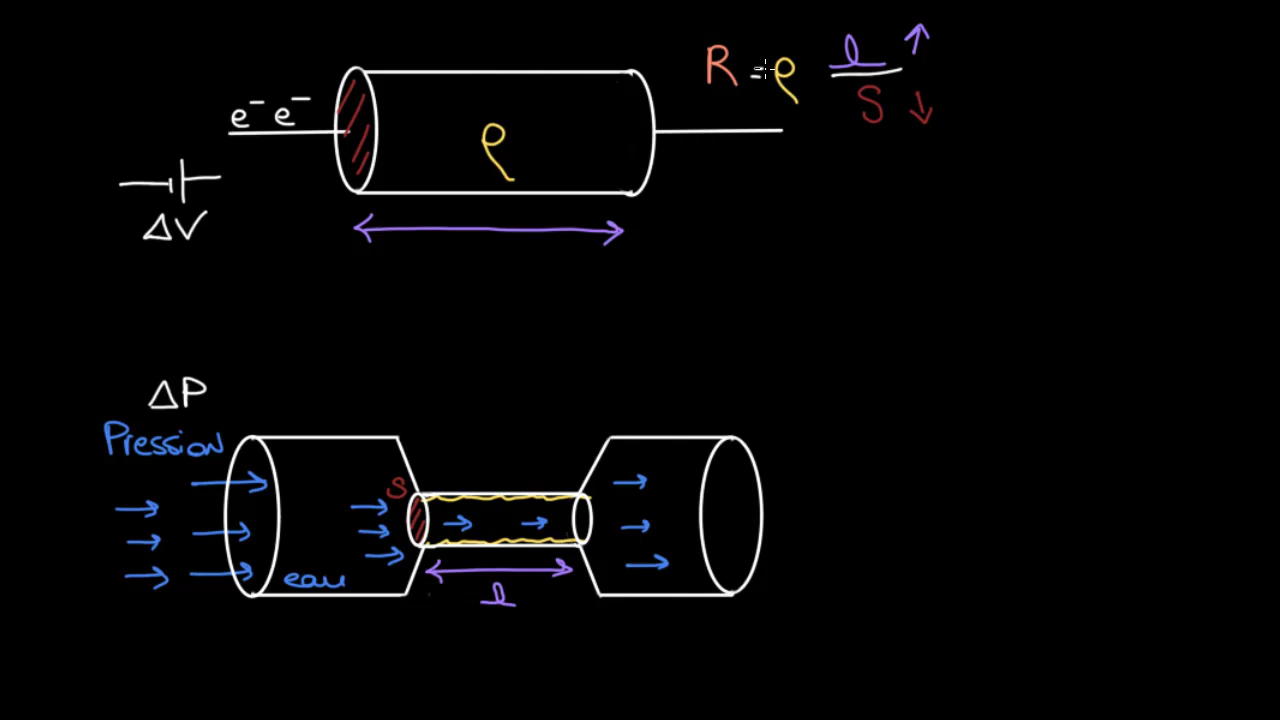 R = ρ l/S ↑ ↓
e⁻ e⁻
ρ
ΔV
ΔP
Pression
S
eau
l